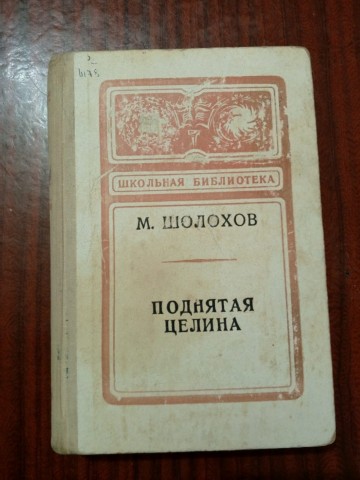 ШКОЛЬНАЯ БИБЛИОТЕКА
М. ШОЛОХОВ
ПОДНЯТАЯ
ЦЕЛИНА